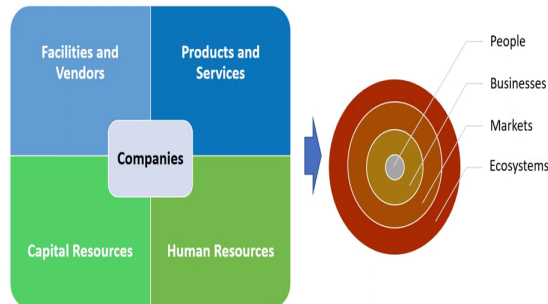 Facilities and
Vendors
Products and
Services
Companies
Capital Resources
Human Resources
People
Businesses
Markets
Ecosystems